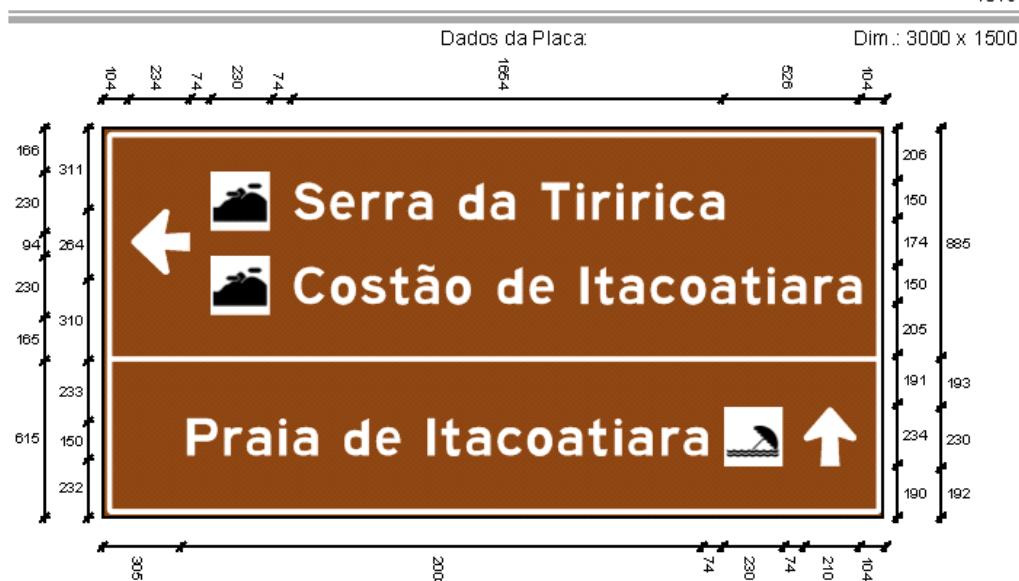 Dados da Placa:
Dim.: 3000 x 1500
104 234 74 230 74 1654 526 104
166 230 94 230 165 615
311 264 310 233 150 232
Serra da Tiririca
Costão de Itacoatiara
Praia de Itacoatiara
206 150 174 150 205 191 234 190
885 193 230 192
305 74 230 74 210 104